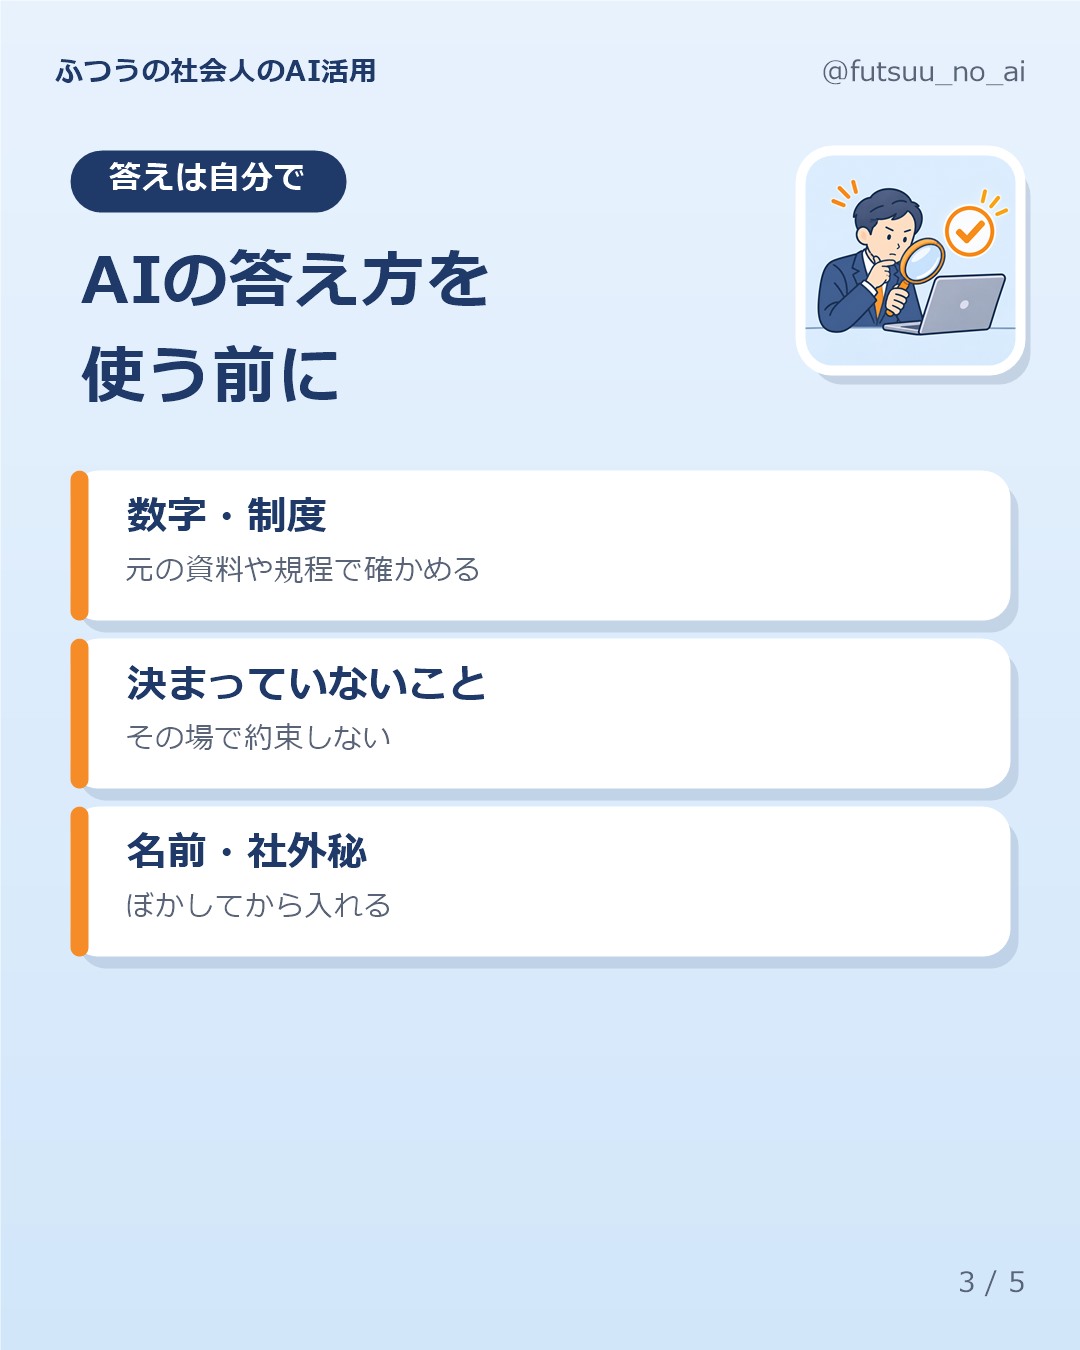 ふつうの社会人のAI活用
@futsuu_no_ai
答えは自分で
AIの答え方を
使う前に
数字・制度
元の資料や規程で確かめる
決まっていないこと
その場で約束しない
名前・社外秘
ぼかしてから入れる
3 / 5